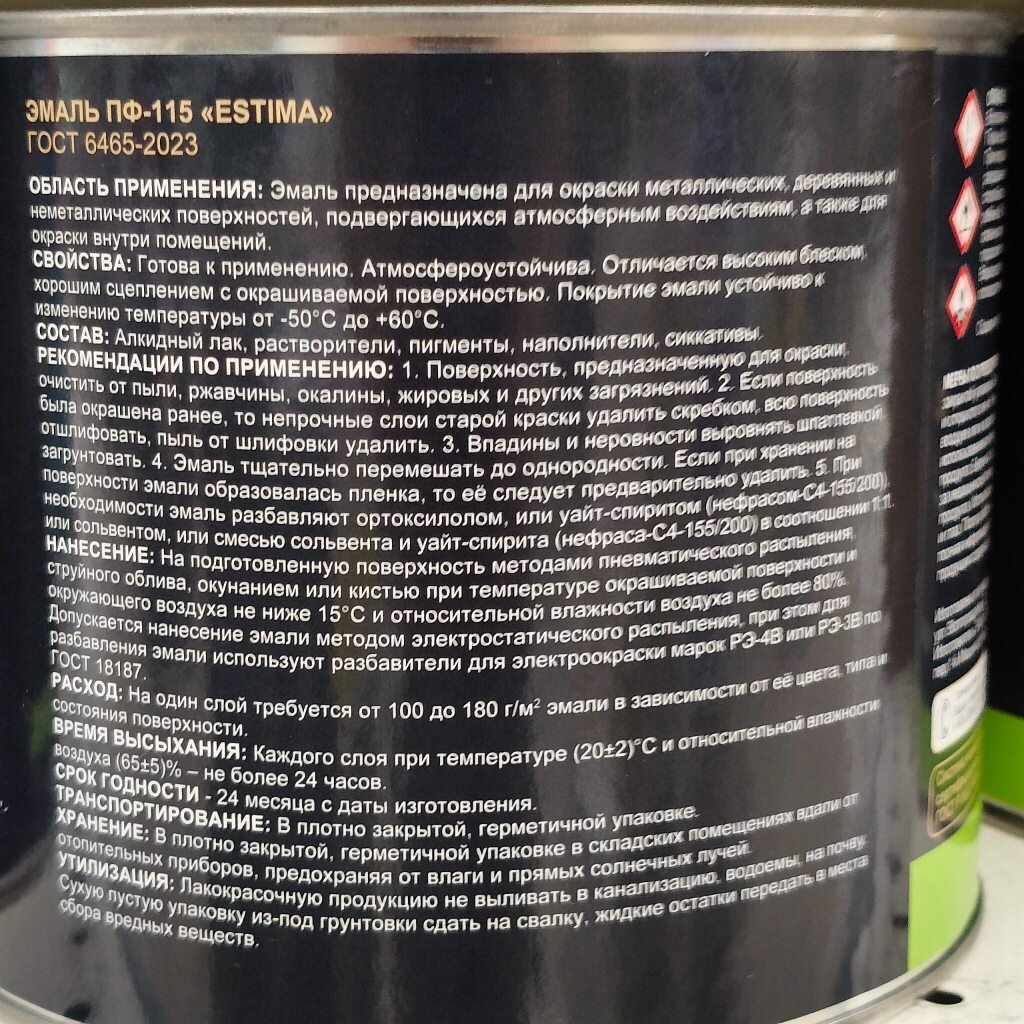 ЭМАЛЬ ПФ-115 «ESTIMA»
ГОСТ 6465-2023
ОБЛАСТЬ ПРИМЕНЕНИЯ: Эмаль предназначена для окраски металлических, деревянных и
неметаллических поверхностей, подвергающихся атмосферным воздействиям, а также для
окраски внутри помещений.
СВОЙСТВА: Готова к применению. Атмосфероустойчива. Отличается высоким блеском,
хорошим сцеплением с окрашиваемой поверхностью. Покрытие эмали устойчиво к
изменению температуры от -50°С до +60°С.
СОСТАВ: Алкидный лак, растворители, пигменты, наполнители, сиккативы.
РЕКОМЕНДАЦИИ ПО ПРИМЕНЕНИЮ: 1. Поверхность, предназначенную для окраски,
очистить от пыли, ржавчины, окалины, жировых и других загрязнений. 2. Если поверхность
была окрашена ранее, то непрочные слои старой краски удалить скребком, всю поверхность
отшлифовать, пыль от шлифовки удалить. 3. Впадины и неровности выровнять шпатлевкой,
загрунтовать. 4. Эмаль тщательно перемешать до однородности. Если при хранении на
поверхности эмали образовалась пленка, то её следует предварительно удалить. 5. При
необходимости эмаль разбавляют ортоксилолом, или уайт-спиритом (нефрасом-С4-155/200),
или сольвентом, или смесью сольвента и уайт-спирита (нефраса-С4-155/200) в соотношении 1:1.
НАНЕСЕНИЕ: На подготовленную поверхность методами пневматического распыления,
струйного облива, окунанием или кистью при температуре окрашиваемой поверхности и
окружающего воздуха не ниже 15°С и относительной влажности воздуха не более 80%.
Допускается нанесение эмали методом электростатического распыления, при этом для
разбавления эмали используют разбавители для электроокраски марок РЭ-4В или РЭ-3В по
ГОСТ 18187.
РАСХОД: На один слой требуется от 100 до 180 г/м² эмали в зависимости от её цвета, типа и
состояния поверхности.
ВРЕМЯ ВЫСЫХАНИЯ: Каждого слоя при температуре (20±2)°С и относительной влажности
воздуха (65±5)% – не более 24 часов.
СРОК ГОДНОСТИ - 24 месяца с даты изготовления.
ТРАНСПОРТИРОВАНИЕ: В плотно закрытой, герметичной упаковке.
ХРАНЕНИЕ: В плотно закрытой, герметичной упаковке в складских помещениях вдали от
отопительных приборов, предохраняя от влаги и прямых солнечных лучей.
УТИЛИЗАЦИЯ: Лакокрасочную продукцию не выливать в канализацию, водоемы, на почву.
Сухую пустую упаковку из-под грунтовки сдать на свалку, жидкие остатки передать в места
сбора вредных веществ.